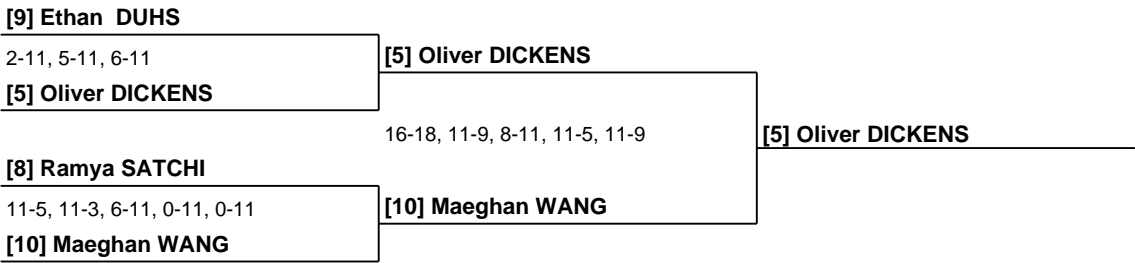 [9] Ethan  DUHS
2-11, 5-11, 6-11
[5] Oliver DICKENS
[5] Oliver DICKENS
16-18, 11-9, 8-11, 11-5, 11-9
[5] Oliver DICKENS
[8] Ramya SATCHI
11-5, 11-3, 6-11, 0-11, 0-11
[10] Maeghan WANG
[10] Maeghan WANG